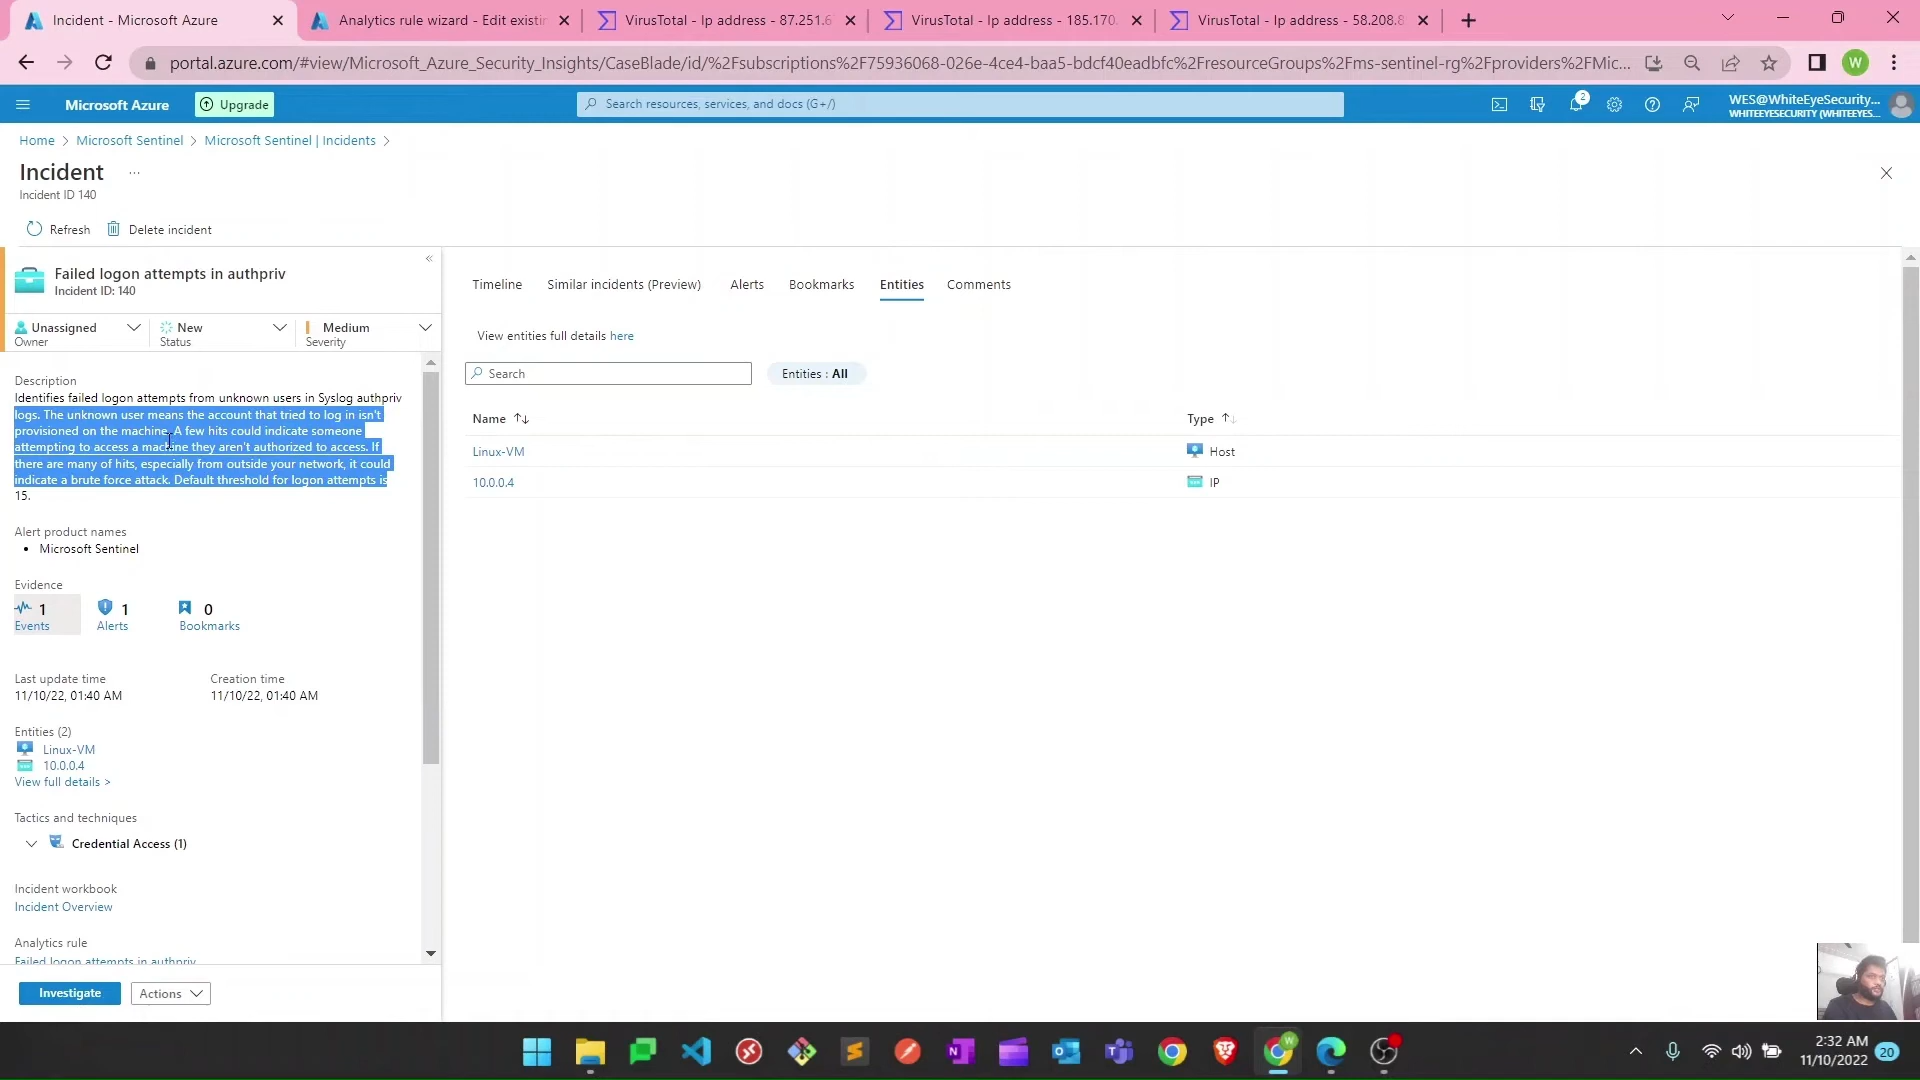 Incident - Microsoft Azure
Analytics rule wizard - Edit existin
VirusTotal - Ip address - 87.251.6
VirusTotal - Ip address - 185.170.
VirusTotal - Ip address - 58.208.8
portal.azure.com/#view/Microsoft_Azure_Security_Insights/CaseBlade/id/%2Fsubscriptions%2F75936068-026e-4ce4-baa5-bdcf40eadbfc%2FresourceGroups%2Fms-sentinel-rg%2Fproviders%2FMic...
W
Microsoft Azure
Upgrade
Search resources, services, and docs (G+/)
2
WES@WhiteEyeSecurity...
WHITEEYESECURITY (WHITEEYES...
Home > Microsoft Sentinel > Microsoft Sentinel | Incidents >
Incident ...
Incident ID 140
Refresh
Delete incident
Failed logon attempts in authpriv
Incident ID: 140
Unassigned
Owner
New
Status
Medium
Severity
Description
Identifies failed logon attempts from unknown users in Syslog authpriv
logs. The unknown user means the account that tried to log in isn't
provisioned on the machine. A few hits could indicate someone
attempting to access a machine they aren't authorized to access. If
there are many of hits, especially from outside your network, it could
indicate a brute force attack. Default threshold for logon attempts is
15.
Alert product names
• Microsoft Sentinel
Evidence
1
Events
1
Alerts
0
Bookmarks
Last update time
11/10/22, 01:40 AM
Creation time
11/10/22, 01:40 AM
Entities (2)
Linux-VM
10.0.0.4
View full details >
Tactics and techniques
Credential Access (1)
Incident workbook
Incident Overview
Analytics rule
Failed logon attempts in authpriv
Investigate
Actions
Timeline
Similar incidents (Preview)
Alerts
Bookmarks
Entities
Comments
View entities full details here
Search
Entities : All
Name
Type
Linux-VM
Host
10.0.0.4
IP
2:32 AM
11/10/2022
20